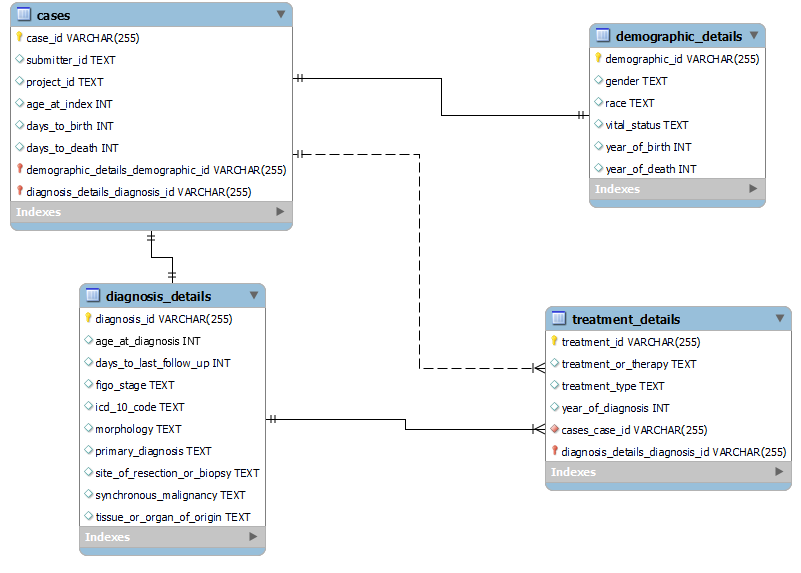 cases
case_id VARCHAR(255)
submitter_id TEXT
project_id TEXT
age_at_index INT
days_to_birth INT
days_to_death INT
demographic_details_demographic_id VARCHAR(255)
diagnosis_details_diagnosis_id VARCHAR(255)
Indexes
demographic_details
demographic_id VARCHAR(255)
gender TEXT
race TEXT
vital_status TEXT
year_of_birth INT
year_of_death INT
Indexes
diagnosis_details
diagnosis_id VARCHAR(255)
age_at_diagnosis INT
days_to_last_follow_up INT
figo_stage TEXT
icd_10_code TEXT
morphology TEXT
primary_diagnosis TEXT
site_of_resection_or_biopsy TEXT
synchronous_malignancy TEXT
tissue_or_organ_of_origin TEXT
Indexes
treatment_details
treatment_id VARCHAR(255)
treatment_or_therapy TEXT
treatment_type TEXT
year_of_diagnosis INT
cases_case_id VARCHAR(255)
diagnosis_details_diagnosis_id VARCHAR(255)
Indexes